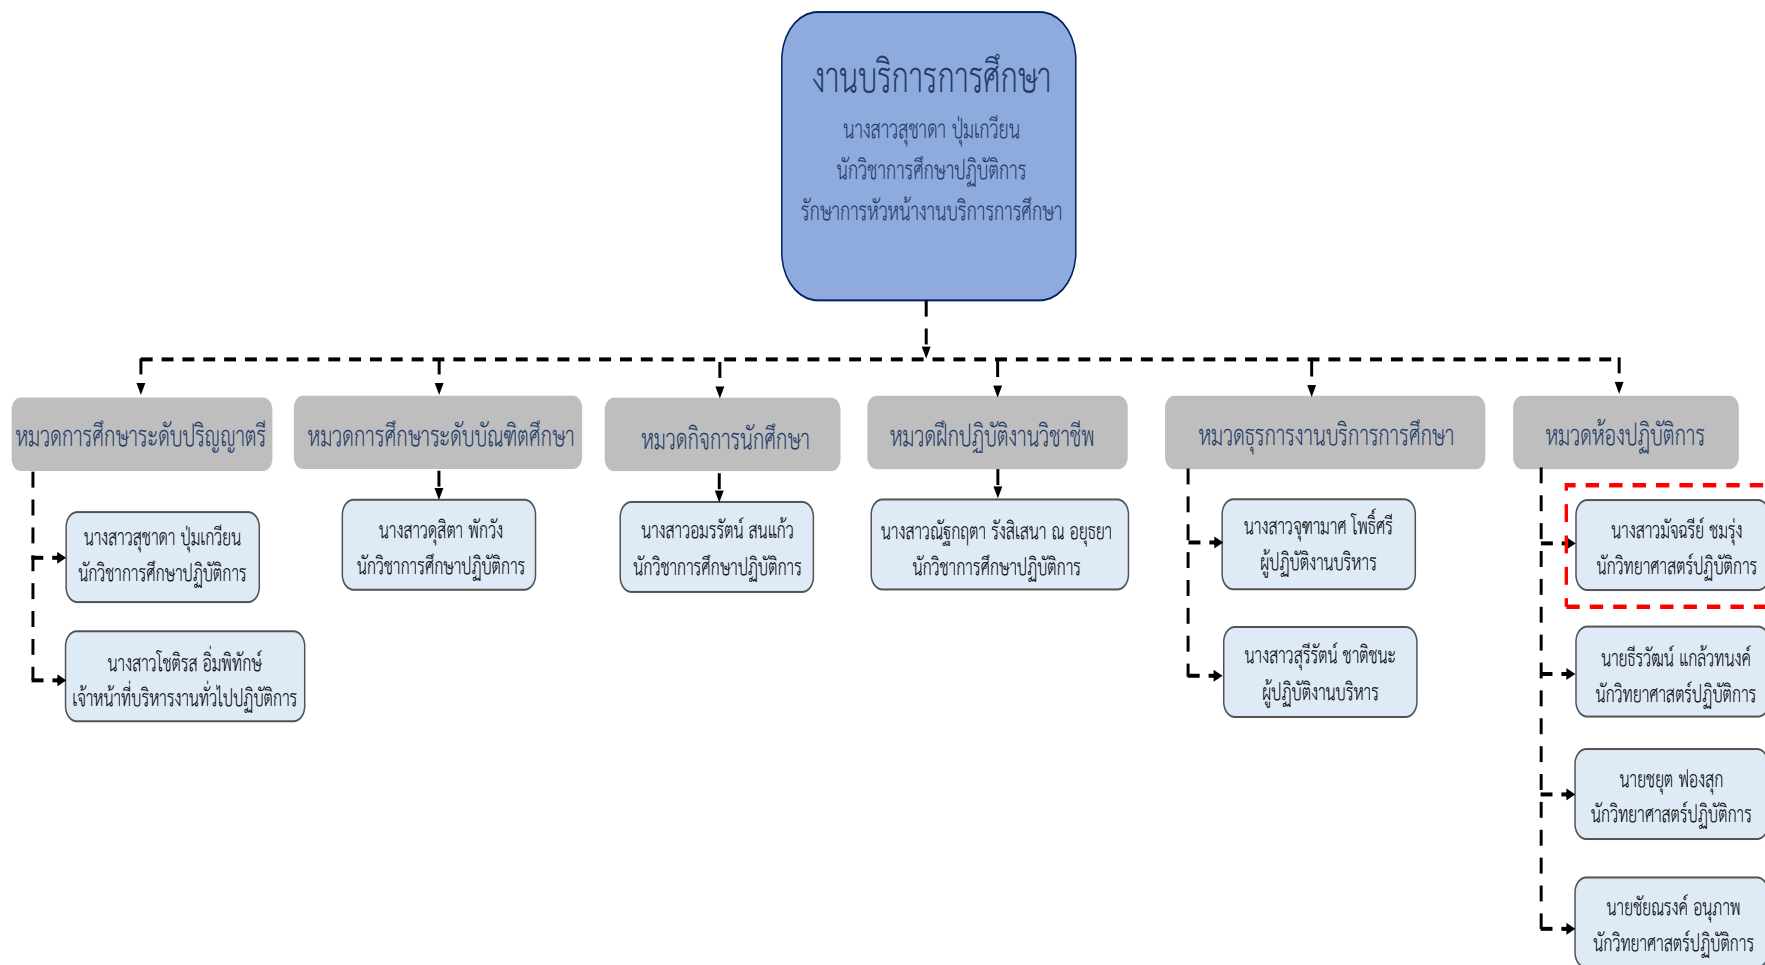 งานบริการการศึกษา
นางสาวสุชาดา ปุ่มเกวียน
นักวิชาการศึกษาปฏิบัติการ
รักษาการหัวหน้างานบริการการศึกษา
หมวดการศึกษาระดับปริญญาตรี
นางสาวสุชาดา ปุ่มเกวียน
นักวิชาการศึกษาปฏิบัติการ
นางสาวโชติรส อิ่มพิทักษ์
เจ้าหน้าที่บริหารงานทั่วไปปฏิบัติการ
หมวดการศึกษาระดับบัณฑิตศึกษา
นางสาวดุสิตา พักวัง
นักวิชาการศึกษาปฏิบัติการ
หมวดกิจการนักศึกษา
นางสาวอมรรัตน์ สนแก้ว
นักวิชาการศึกษาปฏิบัติการ
หมวดฝึกปฏิบัติงานวิชาชีพ
นางสาวณัฐกฤตา รังสิเสนา ณ อยุธยา
นักวิชาการศึกษาปฏิบัติการ
หมวดธุรการงานบริการการศึกษา
นางสาวจุฑามาศ โพธิ์ศรี
ผู้ปฏิบัติงานบริหาร
นางสาวสุรีรัตน์ ชาติชนะ
ผู้ปฏิบัติงานบริหาร
หมวดห้องปฏิบัติการ
นางสาวมัจฉรีย์ ชมรุ่ง
นักวิทยาศาสตร์ปฏิบัติการ
นายธีรวัฒน์ แกล้วทนงค์
นักวิทยาศาสตร์ปฏิบัติการ
นายชยุต ฟองสุก
นักวิทยาศาสตร์ปฏิบัติการ
นายชัยณรงค์ อนุภาพ
นักวิทยาศาสตร์ปฏิบัติการ